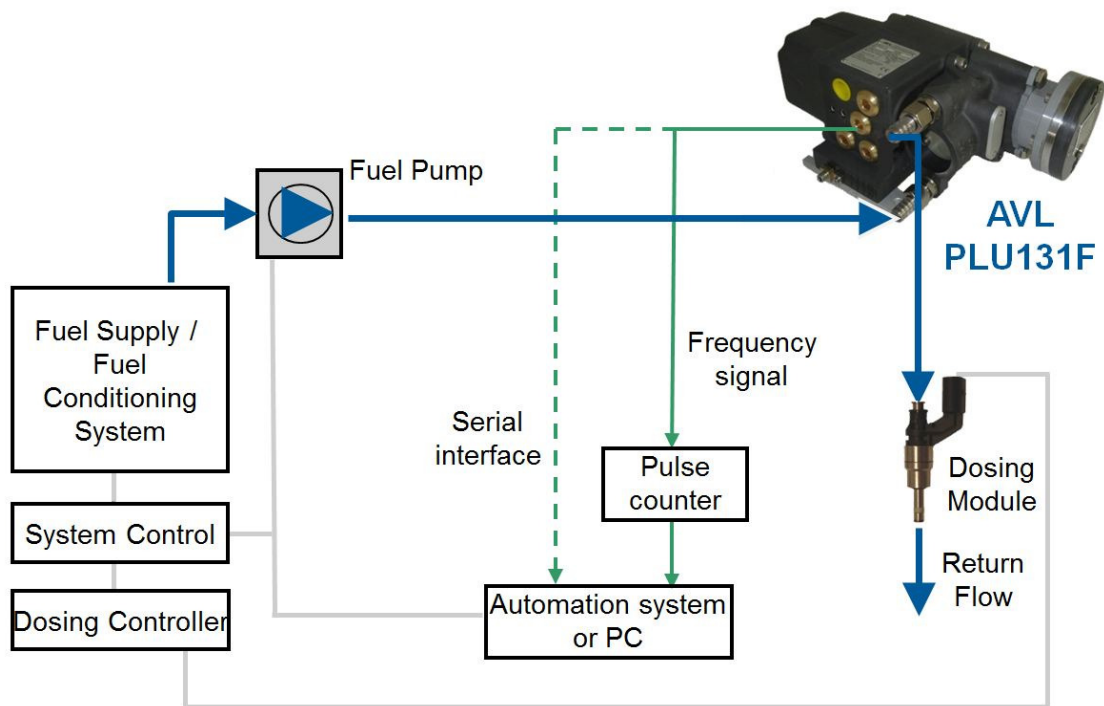 Fuel Pump
AVL
PLU131F
Fuel Supply /
Fuel
Conditioning
System
Frequency
signal
Serial
interface
Pulse
counter
Dosing
Module
System Control
Return
Flow
Dosing Controller
Automation system
or PC